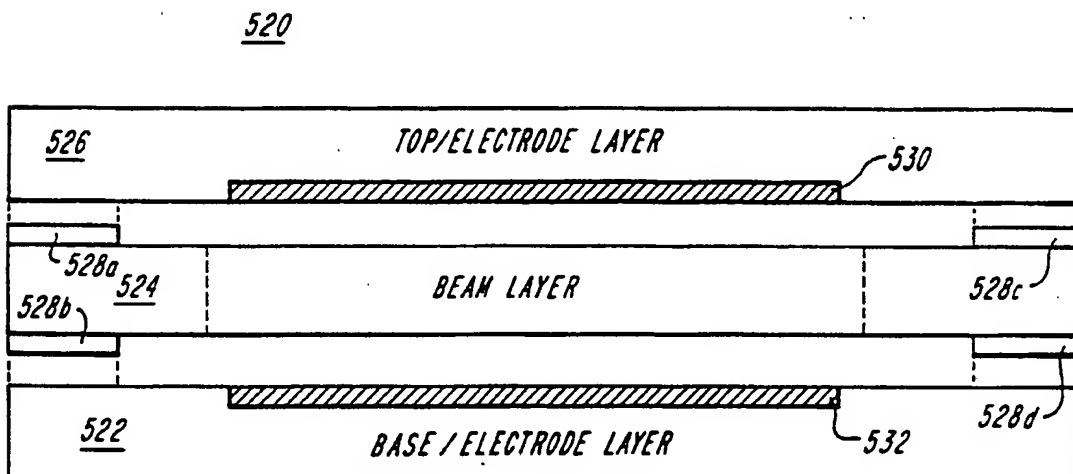 520
526
TOP/ELECTRODE LAYER
530
528a
524
BEAM LAYER
528c
528b
522
BASE/ELECTRODE LAYER
532
528d